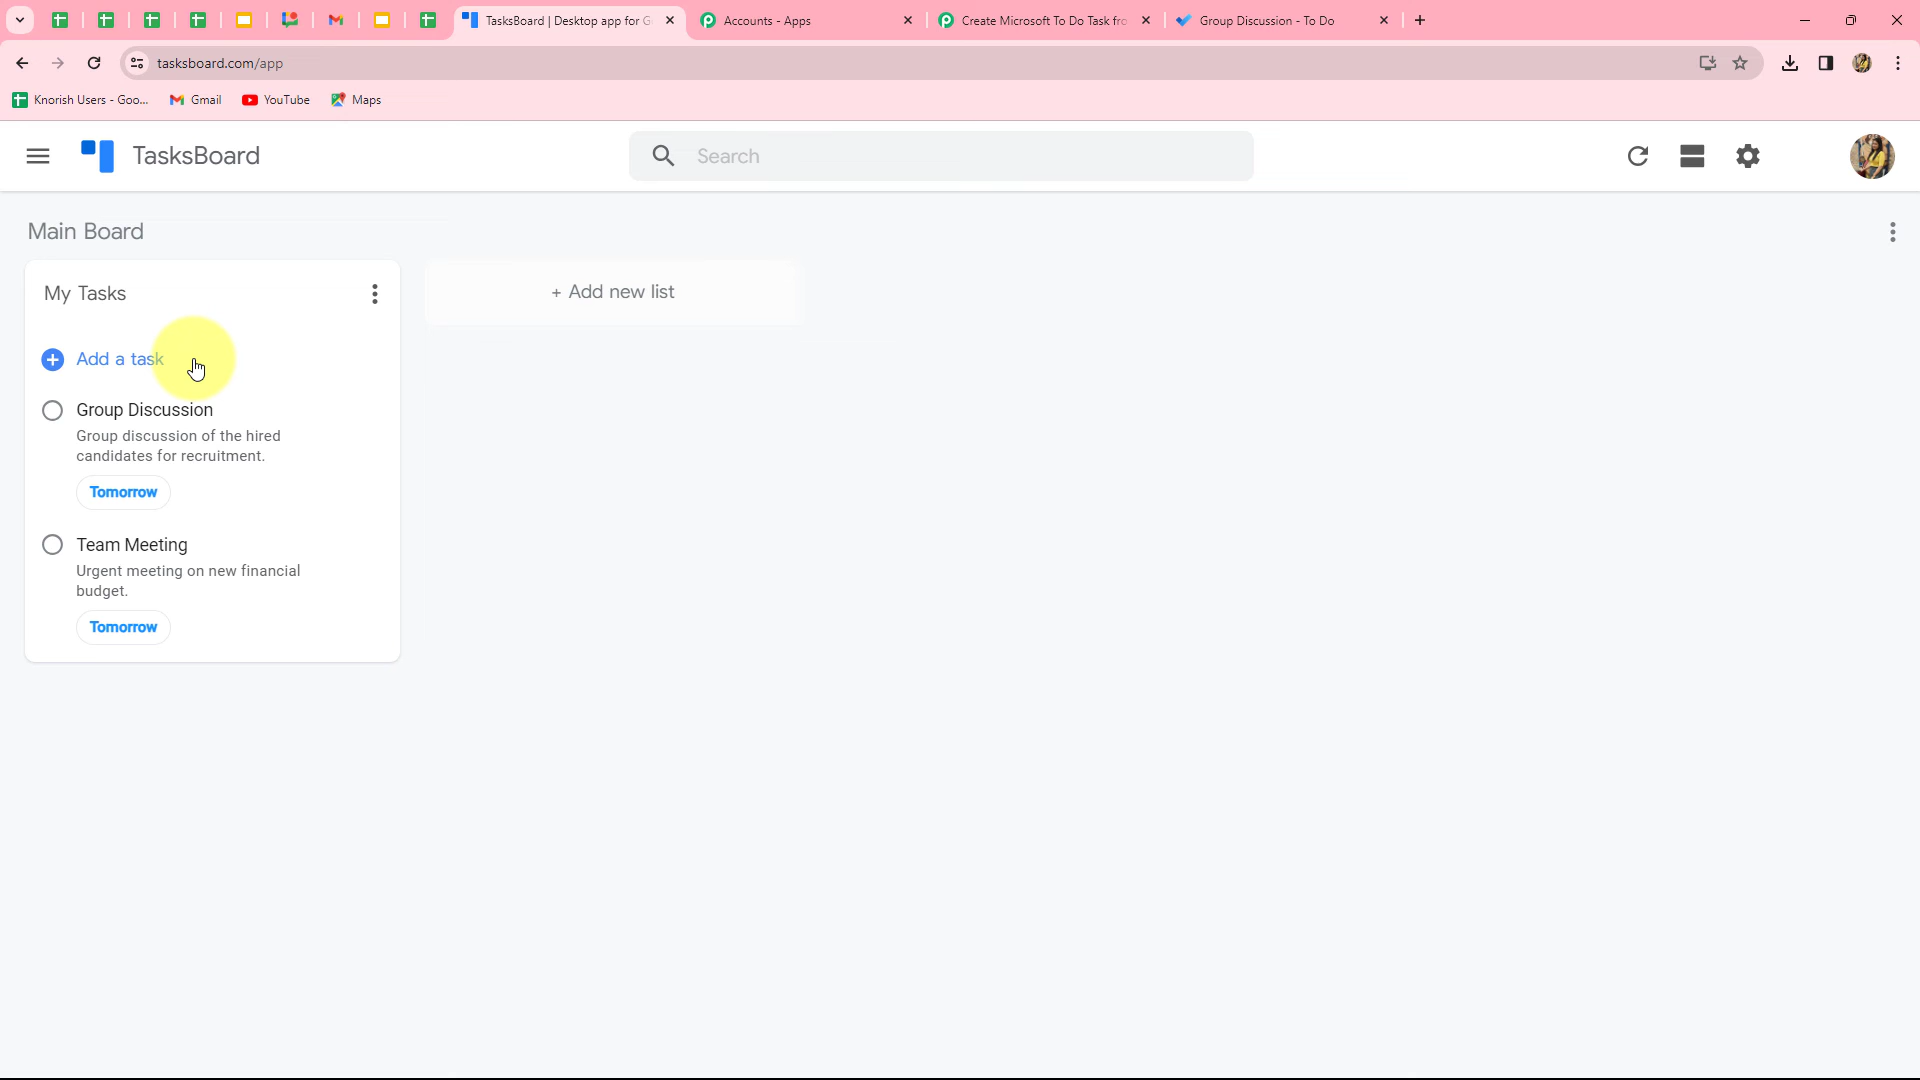 TasksBoard | Desktop app for G
Accounts - Apps
Create Microsoft To Do Task fro
Group Discussion - To Do
tasksboard.com/app
Knorish Users - Goo...
Gmail
YouTube
Maps
TasksBoard
Search
Main Board
My Tasks
+ Add new list
Add a task
Group Discussion
Group discussion of the hired
candidates for recruitment.
Tomorrow
Team Meeting
Urgent meeting on new financial
budget.
Tomorrow